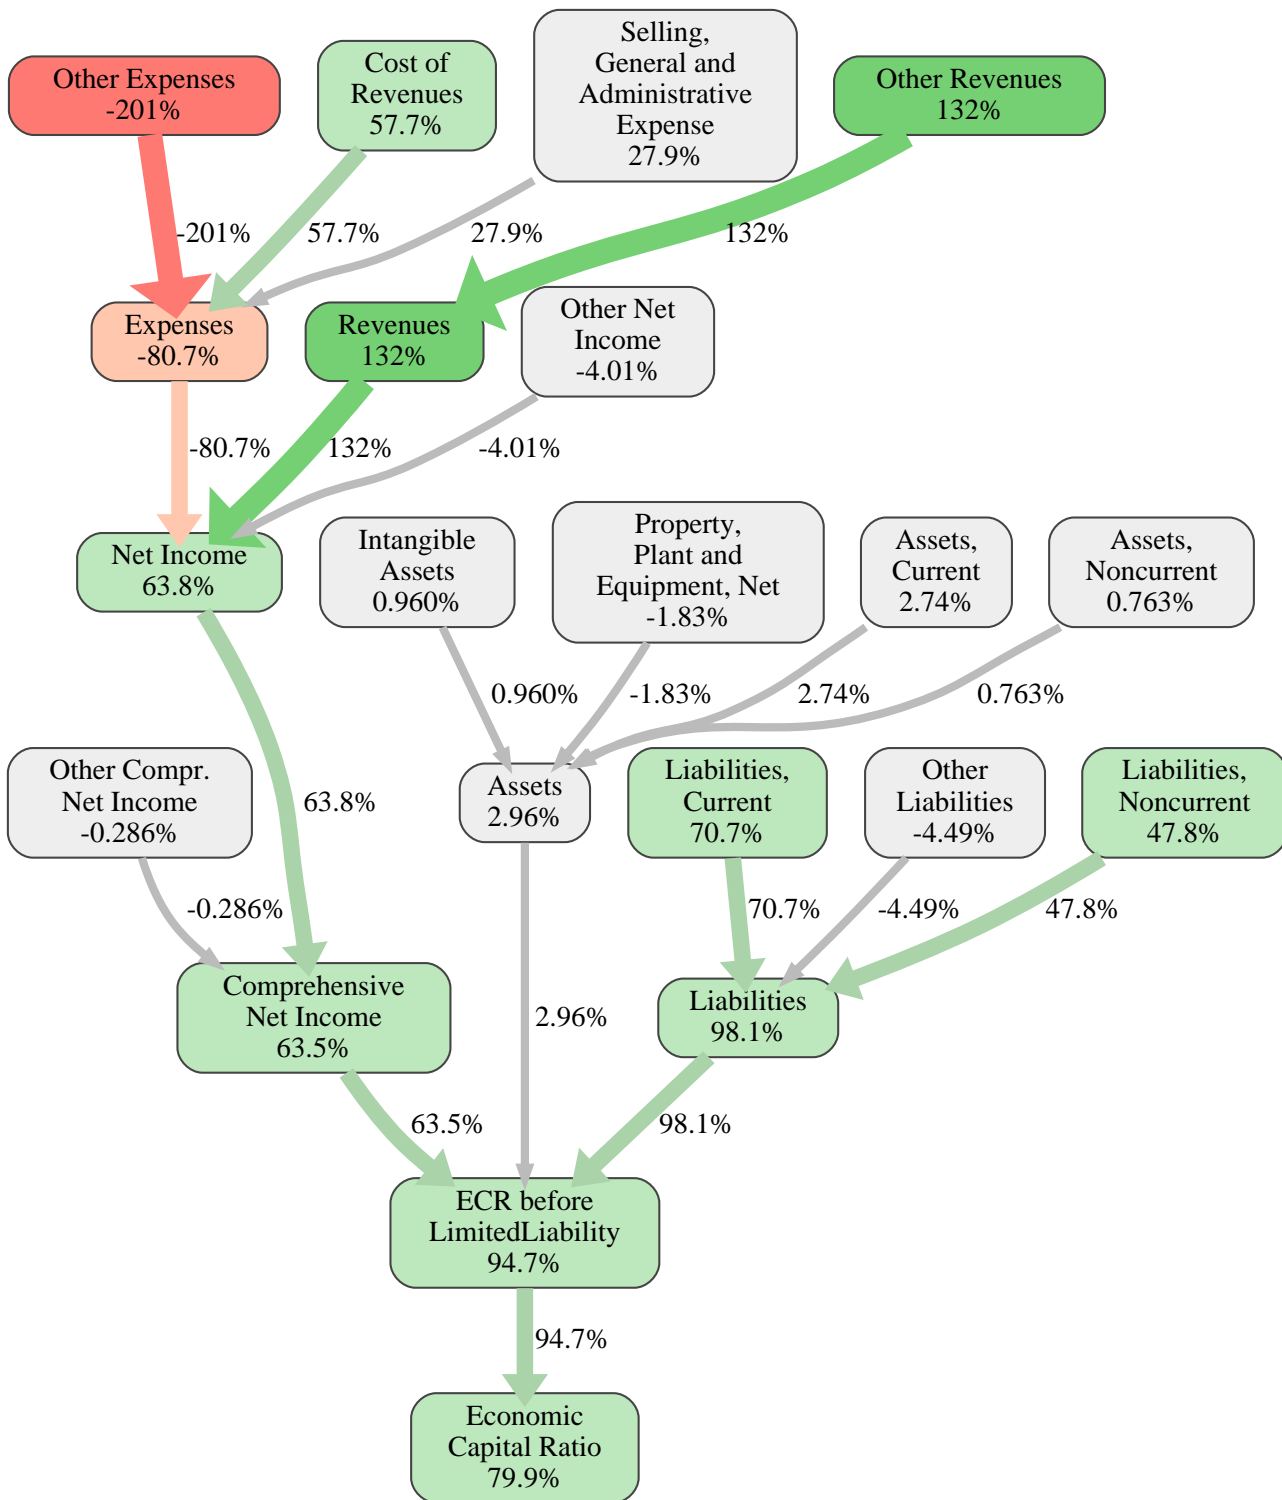 Other Expenses
-201%
Cost of
Revenues
57.7%
Selling,
General and
Administrative
Expense
27.9%
Other Revenues
132%
-201%
57.7%
27.9%
132%
Expenses
-80.7%
Revenues
132%
Other Net
Income
-4.01%
-80.7%
132%
-4.01%
Net Income
63.8%
Intangible
Assets
0.960%
Property,
Plant and
Equipment, Net
-1.83%
Assets,
Current
2.74%
Assets,
Noncurrent
0.763%
0.960%
-1.83%
2.74%
0.763%
Other Compr.
Net Income
-0.286%
63.8%
Assets
2.96%
Liabilities,
Current
70.7%
Other
Liabilities
-4.49%
Liabilities,
Noncurrent
47.8%
-0.286%
70.7%
-4.49%
47.8%
Comprehensive
Net Income
63.5%
2.96%
Liabilities
98.1%
63.5%
98.1%
ECR before
LimitedLiability
94.7%
94.7%
Economic
Capital Ratio
79.9%